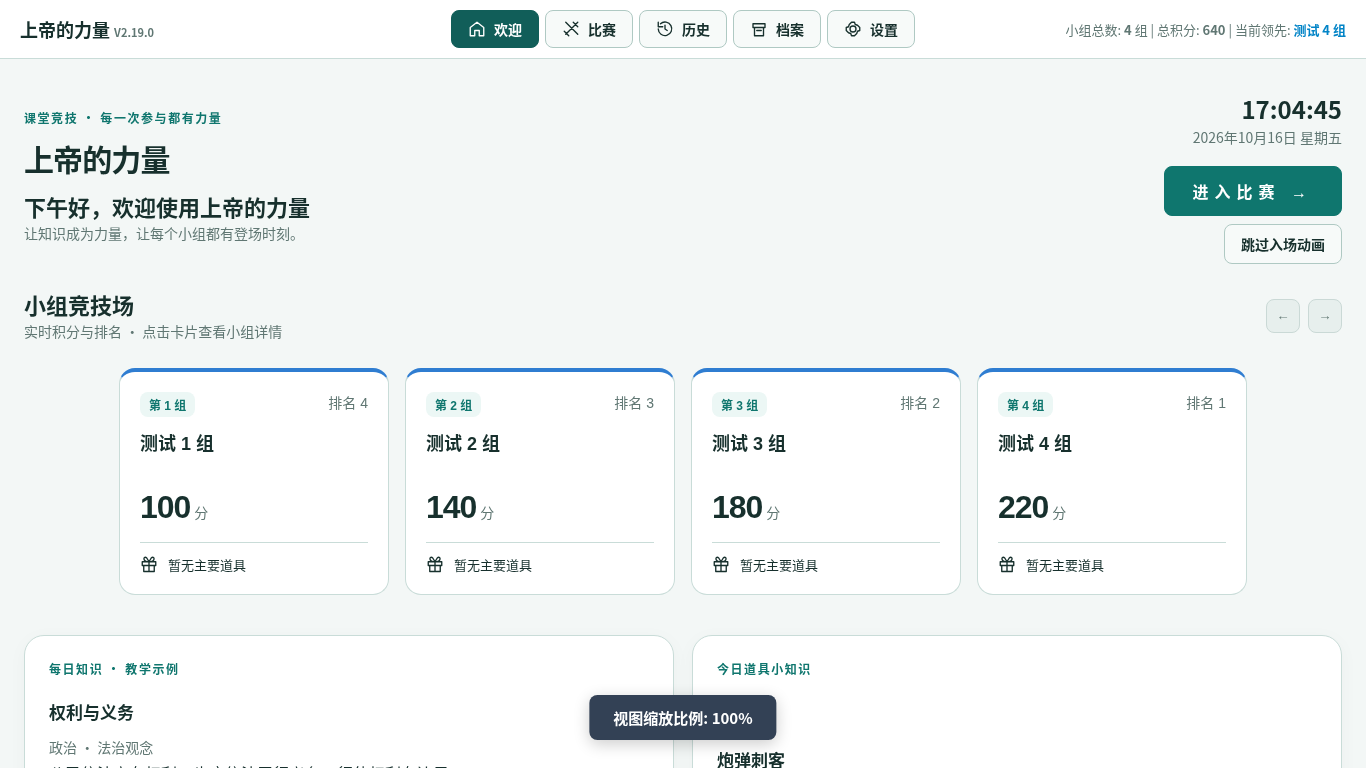 上帝的力量 V2.19.0
欢迎
比赛
历史
档案
设置
小组总数: 4 组 | 总积分: 640 | 当前领先: 测试 4 组
课堂竞技 · 每一次参与都有力量
上帝的力量
下午好，欢迎使用上帝的力量
让知识成为力量，让每个小组都有登场时刻。
17:04:45
2026年10月16日 星期五
进入比赛 →
跳过入场动画
小组竞技场
实时积分与排名 · 点击卡片查看小组详情
← →
第 1 组 排名 4
测试 1 组
100 分
暂无主要道具
第 2 组 排名 3
测试 2 组
140 分
暂无主要道具
第 3 组 排名 2
测试 3 组
180 分
暂无主要道具
第 4 组 排名 1
测试 4 组
220 分
暂无主要道具
每日知识 · 教学示例
权利与义务
政治 · 法治观念
今日道具小知识
炮弹刺客
视图缩放比例: 100%